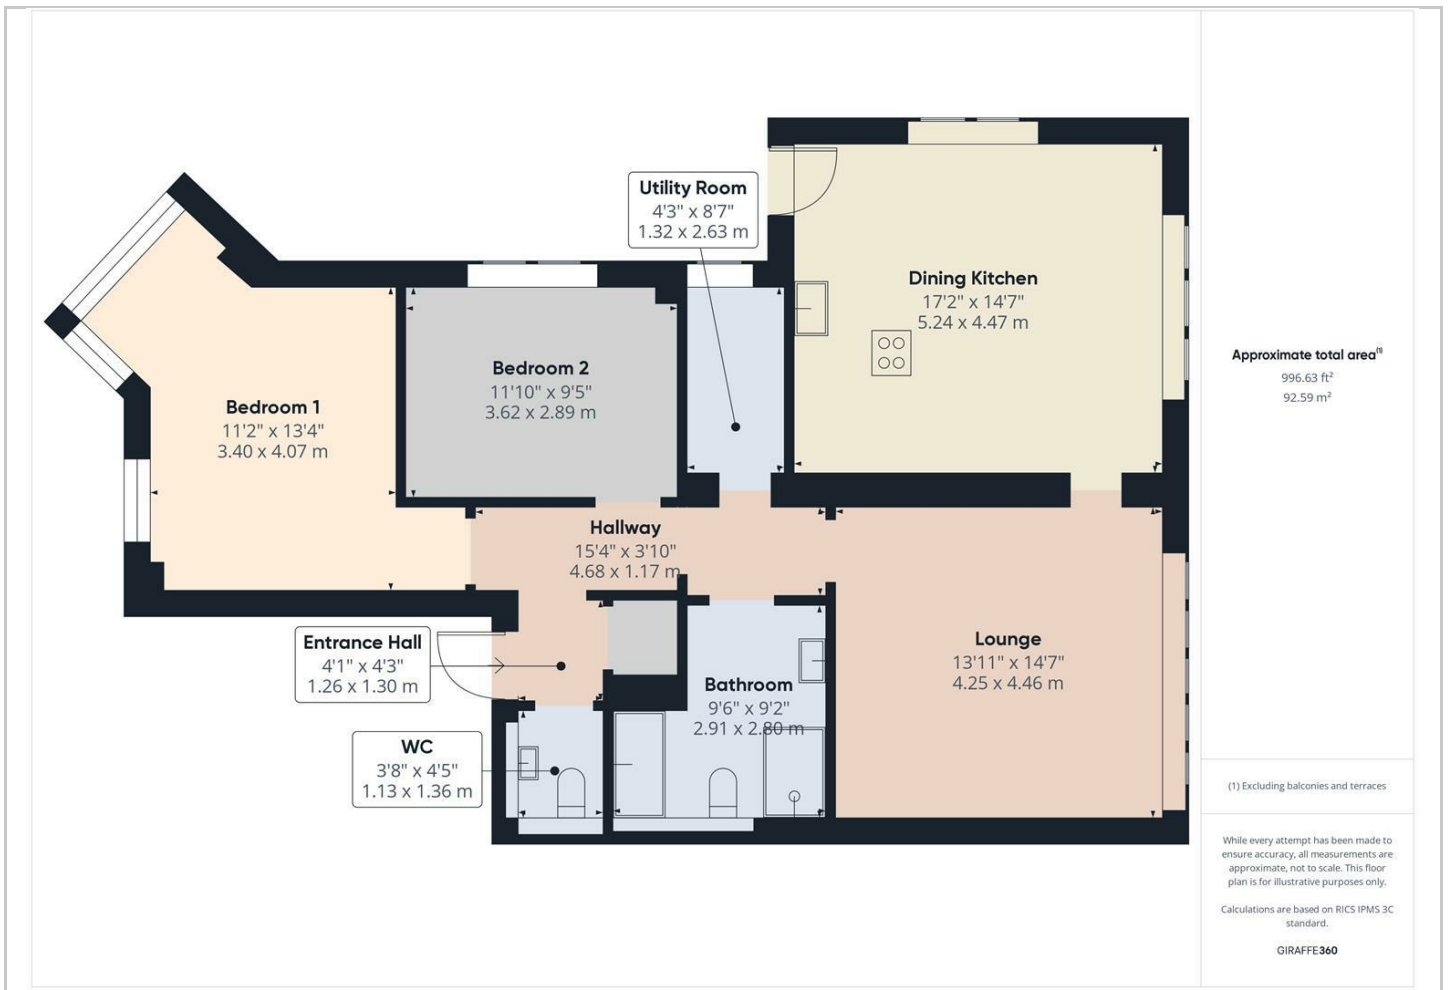 Utility Room
4'3" x 8'7"
1.32 x 2.63 m
Dining Kitchen
17'2" x 14'7"
5.24 x 4.47 m
Bedroom 2
11'10" x 9'5"
3.62 x 2.89 m
Bedroom 1
11'2" x 13'4"
3.40 x 4.07 m
Hallway
15'4" x 3'10"
4.68 x 1.17 m
Entrance Hall
4'1" x 4'3"
1.26 x 1.30 m
Lounge
13'11" x 14'7"
4.25 x 4.46 m
Bathroom
9'6" x 9'2"
2.91 x 2.80 m
WC
3'8" x 4'5"
1.13 x 1.36 m
Approximate total area⁽¹⁾
996.63 ft²
92.59 m²
(1) Excluding balconies and terraces
While every attempt has been made to
ensure accuracy, all measurements are
approximate, not to scale. This floor
plan is for illustrative purposes only.
Calculations are based on RICS IPMS 3C
standard.
GIRAFFE360